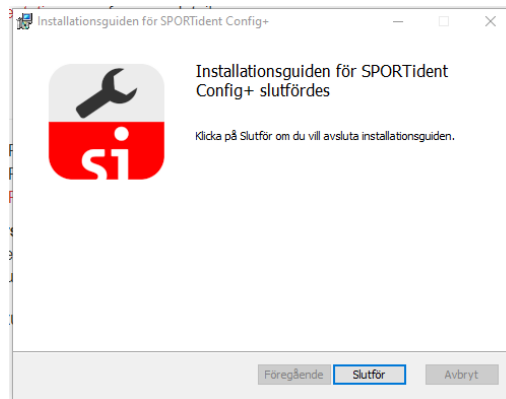 Installationsguiden för SPORTident Config+
Installationsguiden för SPORTident
Config+ slutfördes
si
Klicka på Slutför om du vill avsluta installationsguiden.
Föregående
Slutför
Avbryt